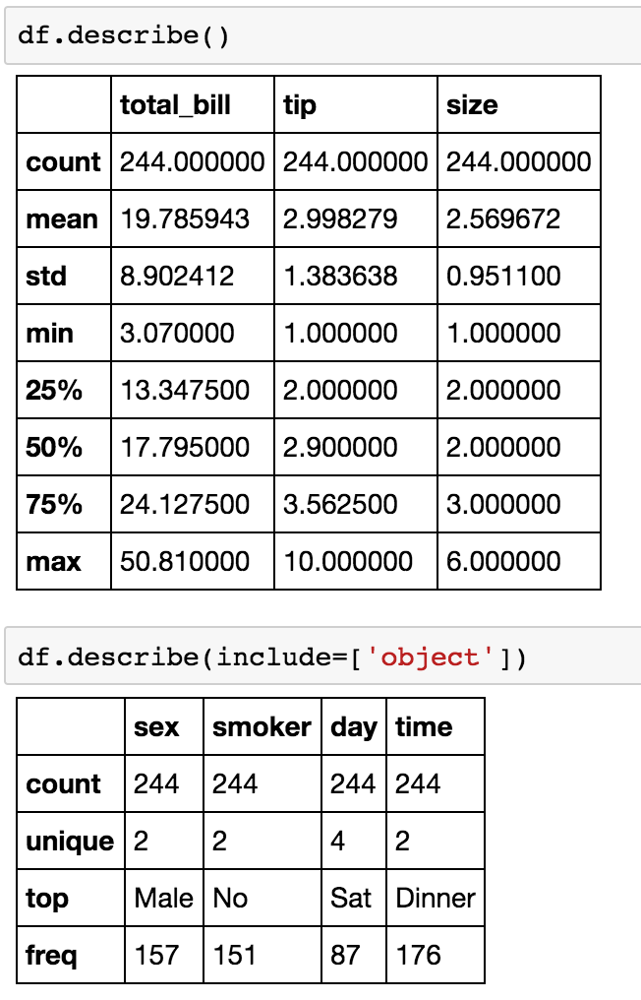 df.describe()
total_bill tip size
count 244.000000 244.000000 244.000000
mean 19.785943 2.998279 2.569672
std 8.902412 1.383638 0.951100
min 3.070000 1.000000 1.000000
25% 13.347500 2.000000 2.000000
50% 17.795000 2.900000 2.000000
75% 24.127500 3.562500 3.000000
max 50.810000 10.000000 6.000000
df.describe(include=['object'])
sex smoker day time
count 244 244 244 244
unique 2 2 4 2
top Male No Sat Dinner
freq 157 151 87 176